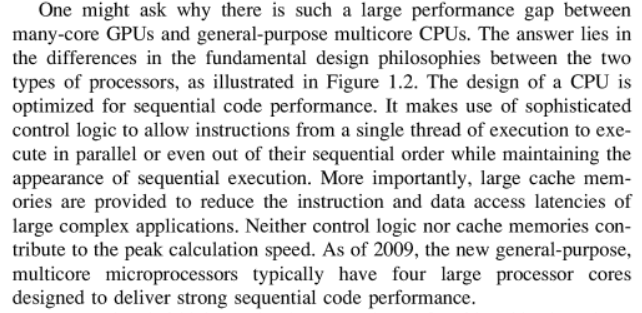 One might ask why there is such a large performance gap between
many-core GPUs and general-purpose multicore CPUs. The answer lies in
the differences in the fundamental design philosophies between the two
types of processors, as illustrated in Figure 1.2. The design of a CPU is
optimized for sequential code performance. It makes use of sophisticated
control logic to allow instructions from a single thread of execution to exe-
cute in parallel or even out of their sequential order while maintaining the
appearance of sequential execution. More importantly, large cache mem-
ories are provided to reduce the instruction and data access latencies of
large complex applications. Neither control logic nor cache memories con-
tribute to the peak calculation speed. As of 2009, the new general-purpose,
multicore microprocessors typically have four large processor cores
designed to deliver strong sequential code performance.